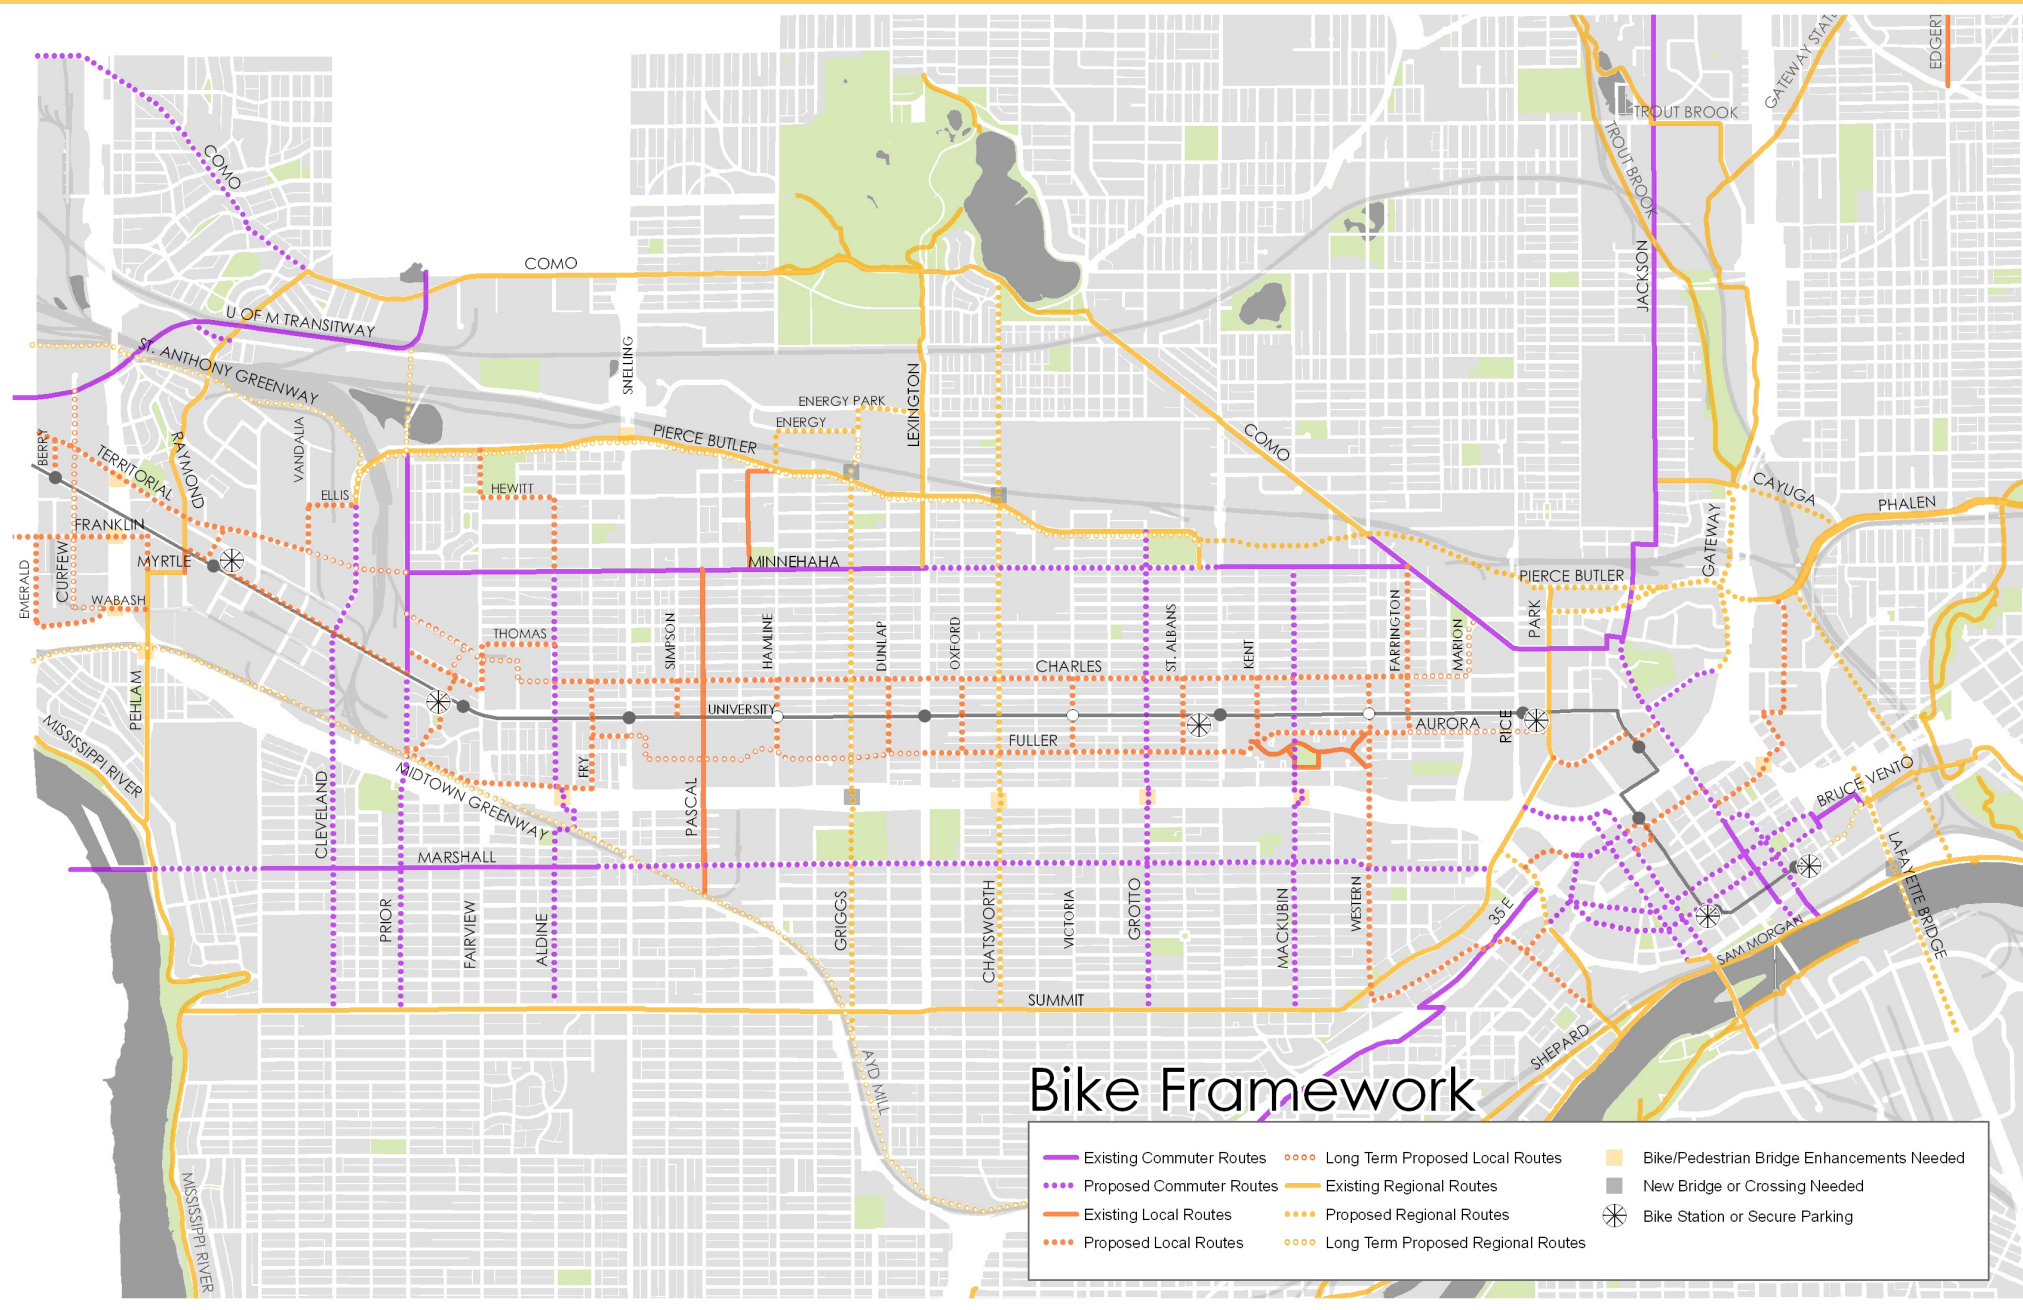 GATEWAY STATE
EDGERT
TROUT BROOK
TROUT BROOK
COMO
COMO
JACKSON
U OF M TRANSITWAY
ST. ANTHONY GREENWAY
SNELLING
LEXINGTON
ENERGY PARK
ENERGY
PIERCE BUTLER
COMO
BERRY
TERRITORIAL
RAYMOND
VANDALIA
ELLIS
HEWITT
CAYUGA
PHALEN
GATEWAY
FRANKLIN
MYRTLE
MINNEHAHA
PIERCE BUTLER
EMERALD
CURFEW
WABASH
THOMAS
SIMPSON
HAMLINE
DUNLAP
OXFORD
CHARLES
ST. ALBANS
KENT
FARRINGTON
MARION
PARK
PEHLAM
UNIVERSITY
AURORA
RICE
FULLER
MISSISSIPPI RIVER
MIDTOWN GREENWAY
FRY
PASCAL
CLEVELAND
MARSHALL
BRUCE VENTO
LAFAYETTE BRIDGE
PRIOR
FAIRVIEW
ALDINE
GRIGGS
CHATSWORTH
VICTORIA
GROTTO
MACKUBIN
WESTERN
35 E
SAM MORGAN
SUMMIT
SHEPARD
AYD MILL
MISSISSIPPI RIVER
Bike Framework
Existing Commuter Routes
Proposed Commuter Routes
Existing Local Routes
Proposed Local Routes
Long Term Proposed Local Routes
Existing Regional Routes
Proposed Regional Routes
Long Term Proposed Regional Routes
Bike/Pedestrian Bridge Enhancements Needed
New Bridge or Crossing Needed
Bike Station or Secure Parking